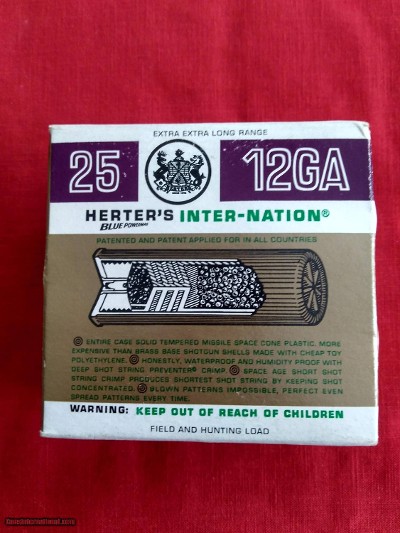 EXTRA EXTRA LONG RANGE
25 12GA
HERTER'S INTER-NATION®
BLUE POWDER
PATENTED AND PATENT APPLIED FOR IN ALL COUNTRIES
ENTIRE CASE SOLID TEMPERED MISSILE SPACE CONE PLASTIC. MORE
EXPENSIVE THAN BRASS BASE SHOTGUN SHELLS MADE WITH CHEAP TOY
POLYETHYLENE. HONESTLY, WATERPROOF AND HUMIDITY PROOF WITH
DEEP SHOT STRING PREVENTER® CRIMP. SPACE AGE SHORT SHOT
STRING CRIMP PRODUCES SHORTEST SHOT STRING BY KEEPING SHOT
CONCENTRATED. BLOWN PATTERNS IMPOSSIBLE, PERFECT EVEN
SPREAD PATTERNS EVERY TIME.
WARNING: KEEP OUT OF REACH OF CHILDREN
FIELD AND HUNTING LOAD